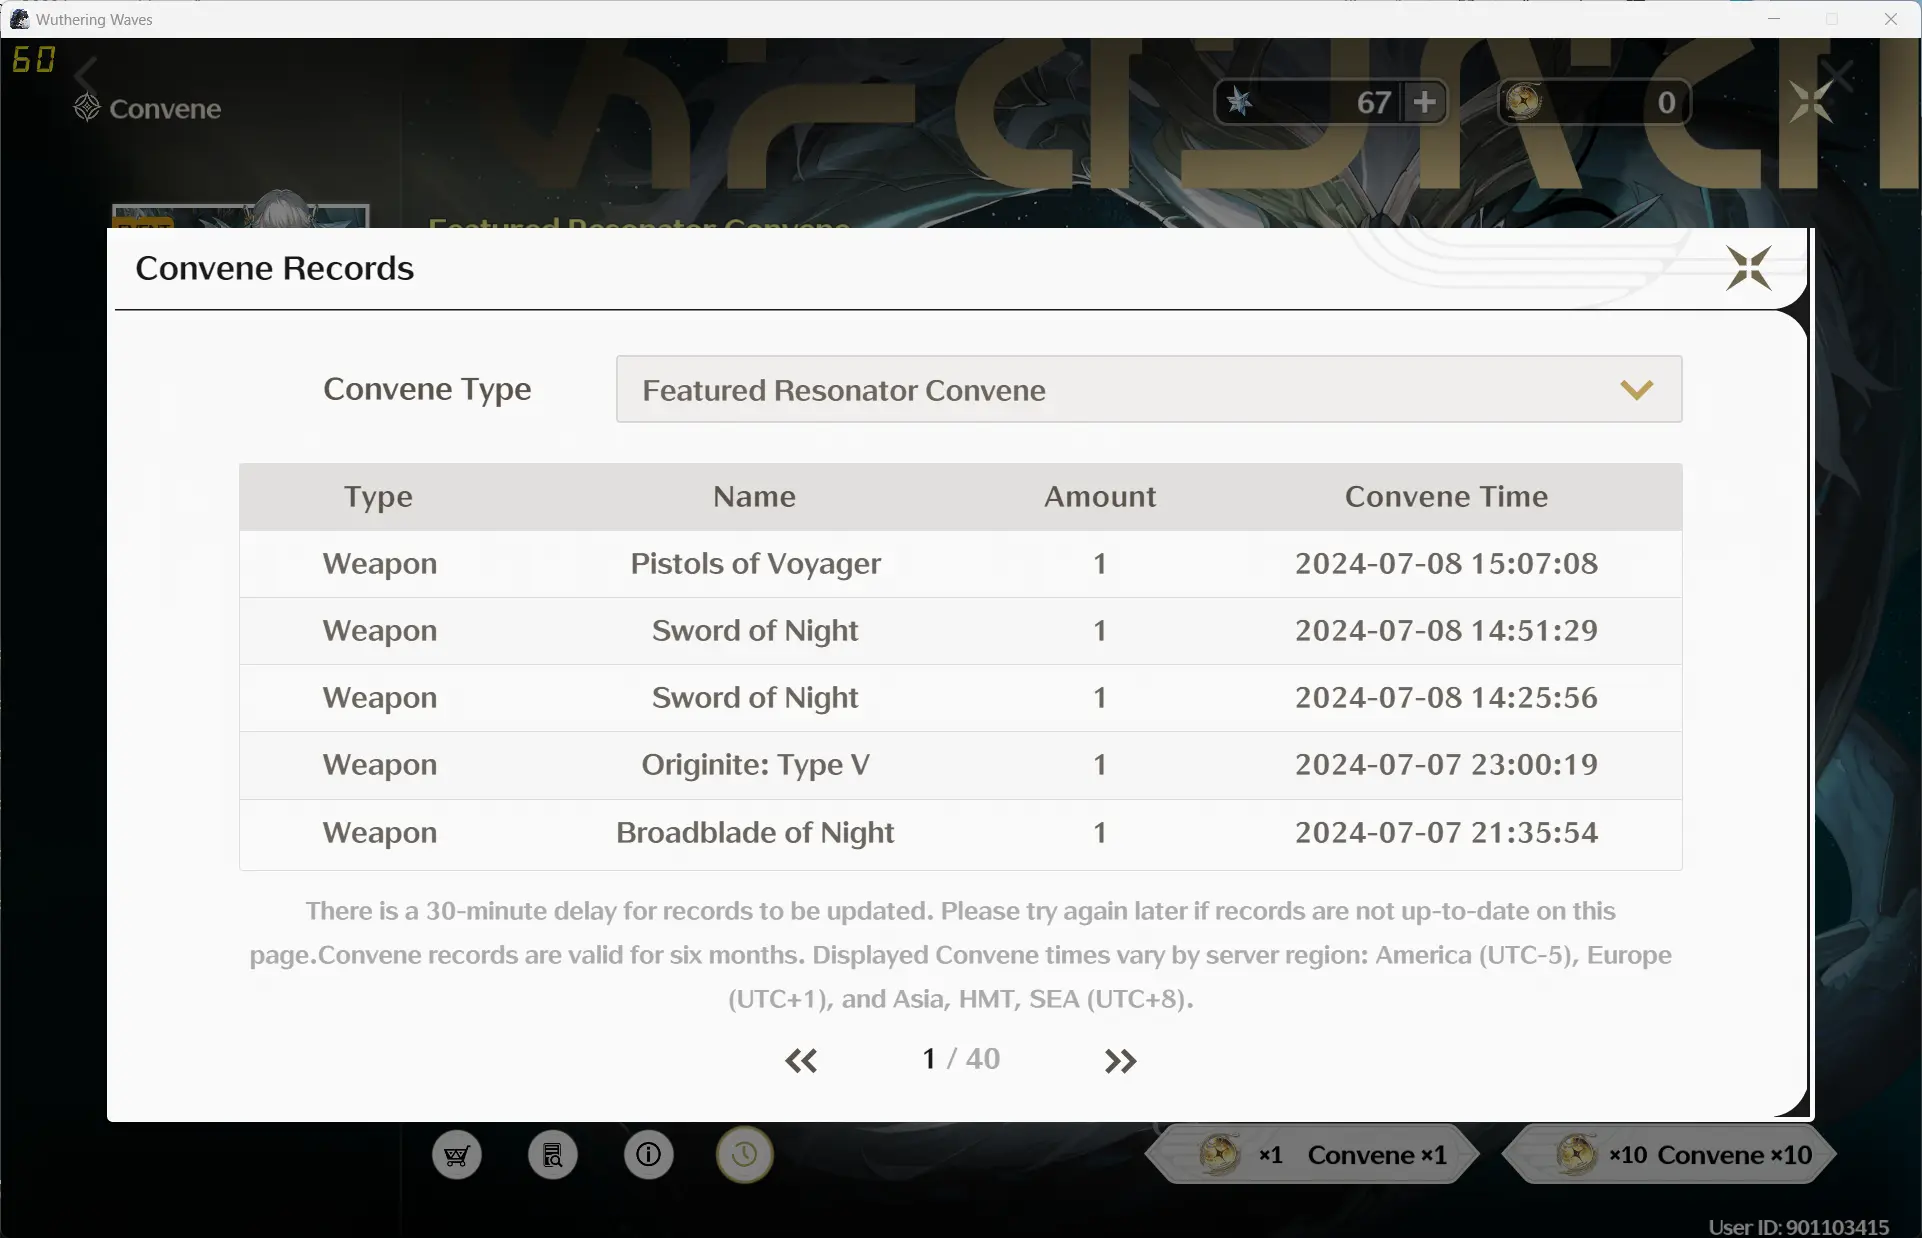 Wuthering Waves
60
Convene
67
0
Featured Resonator Convene
Convene Records
Convene Type
Featured Resonator Convene
Type Name Amount Convene Time
Weapon Pistols of Voyager 1 2024-07-08 15:07:08
Weapon Sword of Night 1 2024-07-08 14:51:29
Weapon Sword of Night 1 2024-07-08 14:25:56
Weapon Originite: Type V 1 2024-07-07 23:00:19
Weapon Broadblade of Night 1 2024-07-07 21:35:54
There is a 30-minute delay for records to be updated. Please try again later if records are not up-to-date on this
page.Convene records are valid for six months. Displayed Convene times vary by server region: America (UTC-5), Europe
(UTC+1), and Asia, HMT, SEA (UTC+8).
1 / 40
×1 Convene ×1
×10 Convene ×10
User ID: 901103415